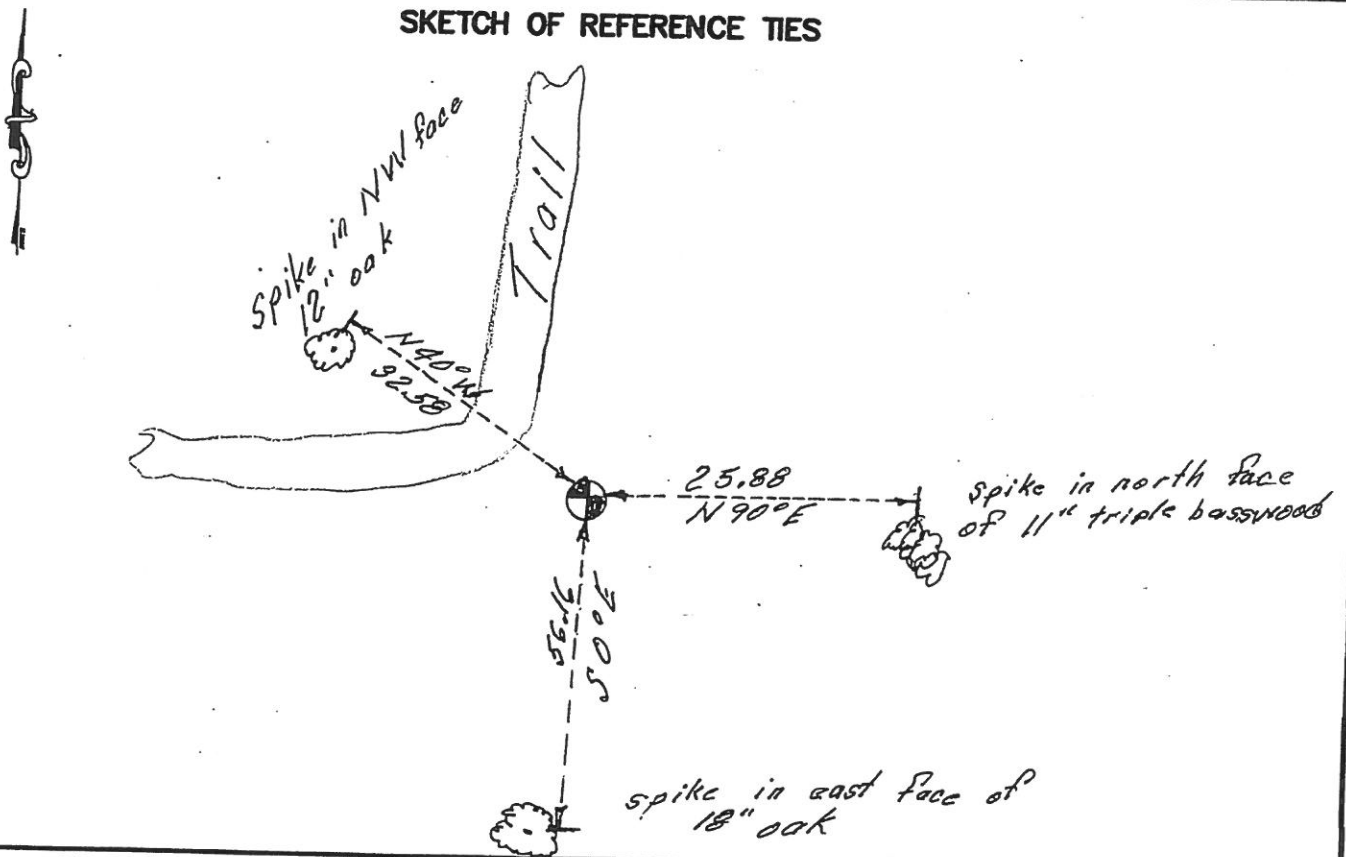 SKETCH OF REFERENCE TIES
spike in NW face
12" oak
Trail
N40°W
32.58
25.88
N90°E
spike in north face
of 11" triple basswood
56.16
S0°E
spike in east face of
18" oak